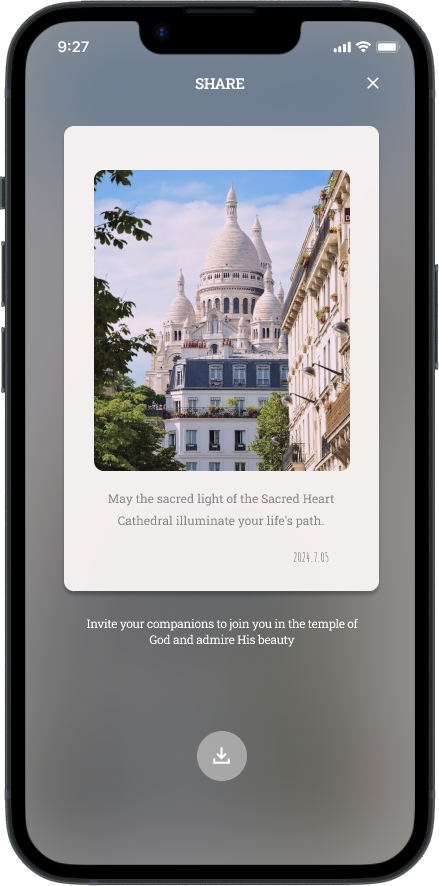 9:27
SHARE
May the sacred light of the Sacred Heart
Cathedral illuminate your life's path.
2024.7.05
Invite your companions to join you in the temple of
God and admire His beauty